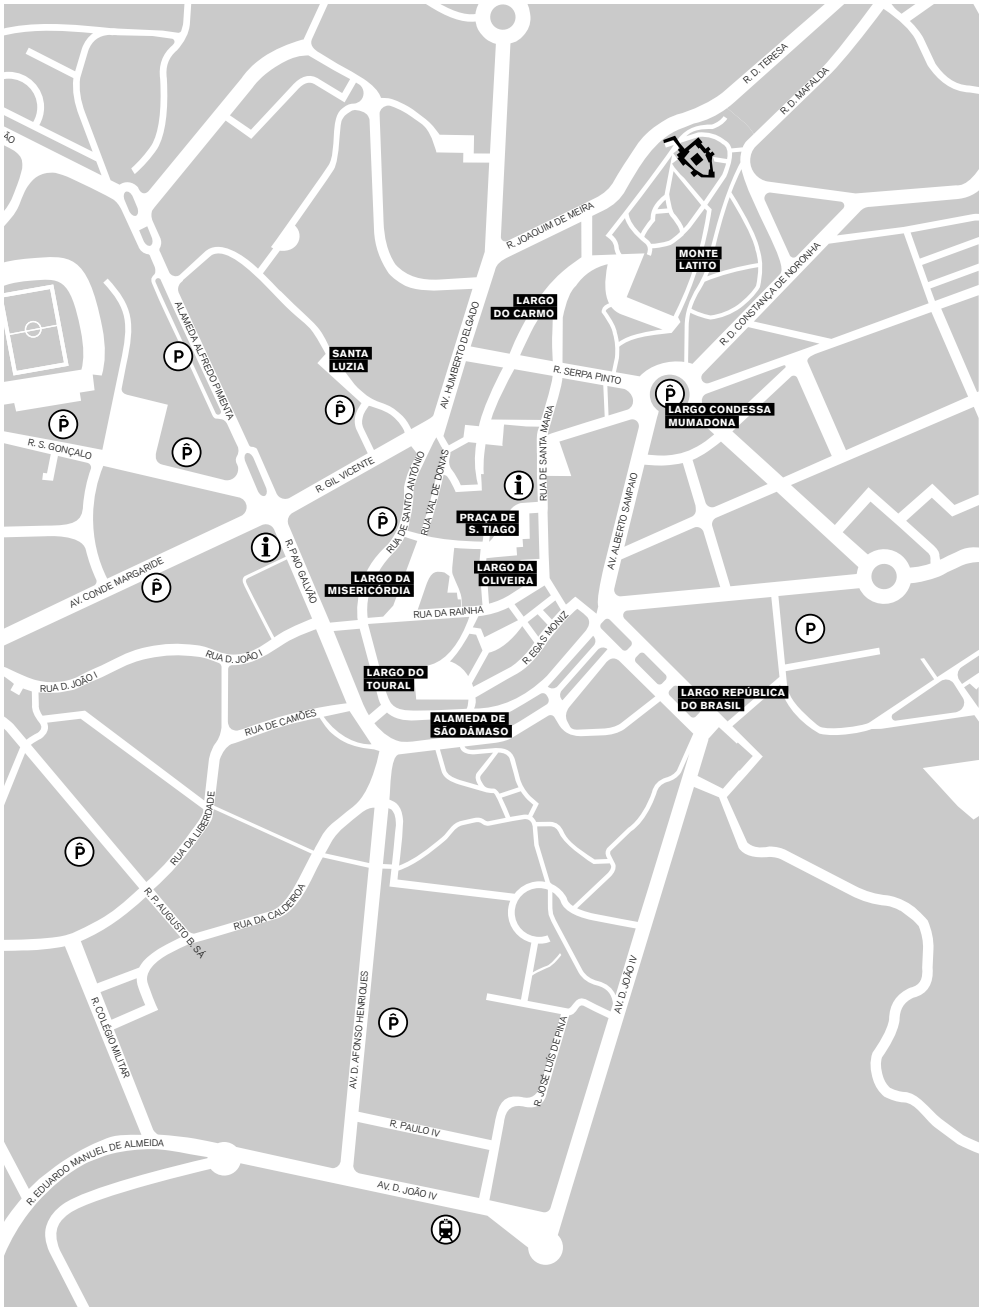 R. D. TERESA
R. D. MAFALDA
ÃO
R. JOAQUIM DE MEIRA
MONTE
LATITO
R. D. CONSTANÇA DE NORONHA
LARGO
DO CARMO
ALAMEDA ALFREDO PIMENTA
AV. HUMBERTO DELGADO
P
SANTA
LUZIA
R. SERPA PINTO
P
P
LARGO CONDESSA
MUMADONA
P
R. S. GONÇALO
P
R. GIL VICENTE
RUA DE SANTO ANTÓNIO
RUA VAL DE DONAS
RUA DE SANTA MARIA
i
AV. ALBERTO SAMPAIO
P
PRAÇA DE
S. TIAGO
i
R. PAIO GALVÃO
AV. CONDE MARGARIDE
P
LARGO DA
MISERICÓRDIA
LARGO DA
OLIVEIRA
RUA DA RAINHA
R. EGAS MONIZ
P
RUA D. JOÃO I
RUA D. JOÃO I
LARGO DO
TOURAL
LARGO REPÚBLICA
DO BRASIL
RUA DE CAMÕES
ALAMEDA DE
SÃO DÂMASO
RUA DA LIBERDADE
P
R. P. AUGUSTO B. SÁ
RUA DA CALDEIROA
R. COLÉGIO MILITAR
AV. D. AFONSO HENRIQUES
P
AV. D. JOÃO IV
R. JOSÉ LUÍS DE PINA
R. PAULO IV
R. EDUARDO MANUEL DE ALMEIDA
AV. D. JOÃO IV